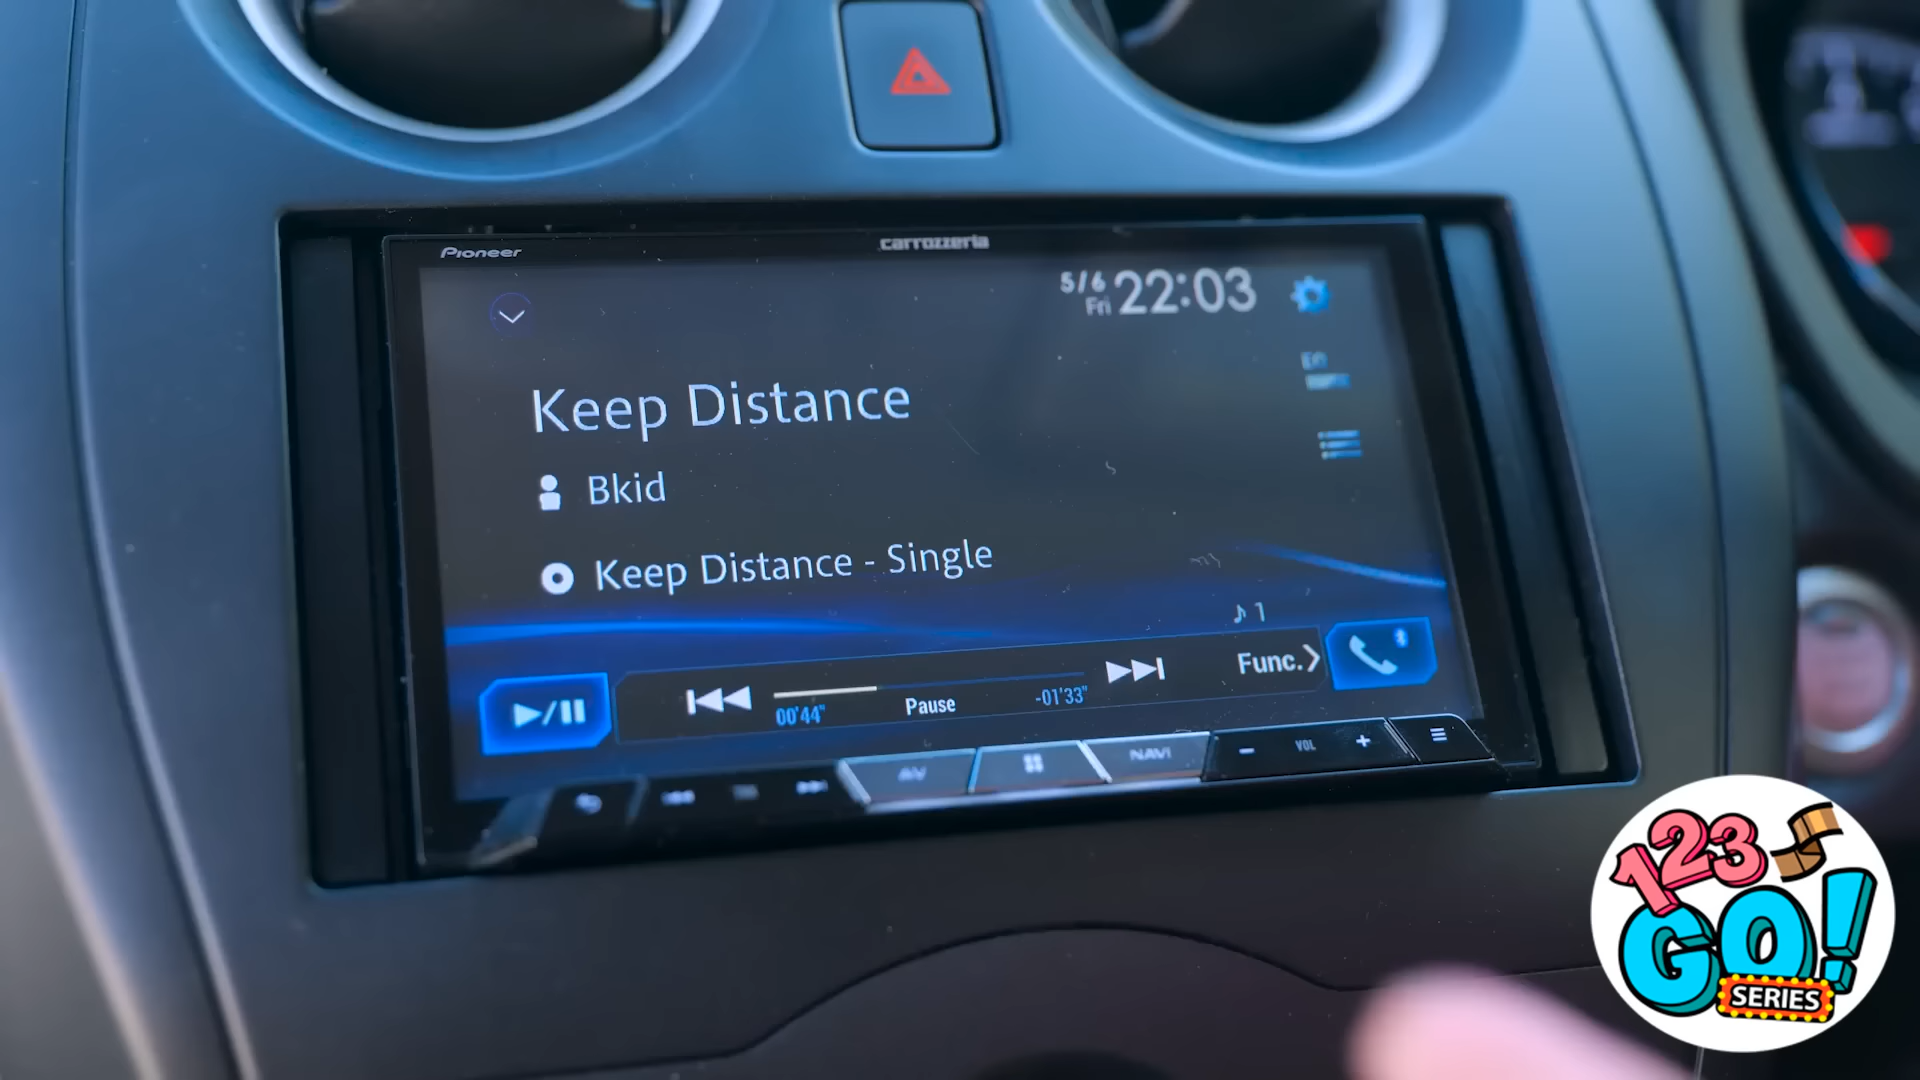 Pioneer
carrozzeria
5/6
Fri
22:03
Keep Distance
Bkid
Keep Distance - Single
♪ 1
00'44"
Pause
-01'33"
Func.
AV
NAVI
- VOL +
123
GO!
SERIES